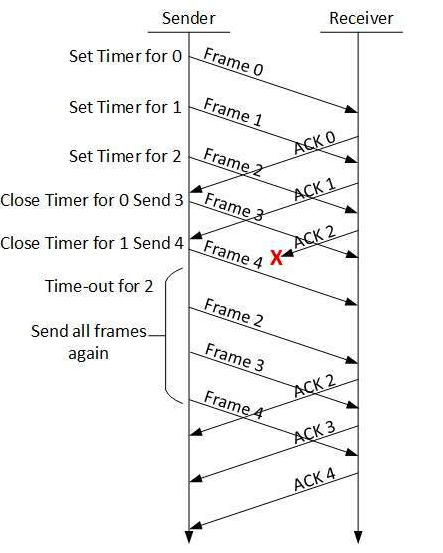 Sender
Receiver
Set Timer for 0
Frame 0
Set Timer for 1
Frame 1
ACK 0
Set Timer for 2
Frame 2
ACK 1
Close Timer for 0 Send 3
Frame 3
ACK 2
Close Timer for 1 Send 4
Frame 4
X
Time-out for 2
Frame 2
Send all frames
again
Frame 3
ACK 2
Frame 4
ACK 3
ACK 4